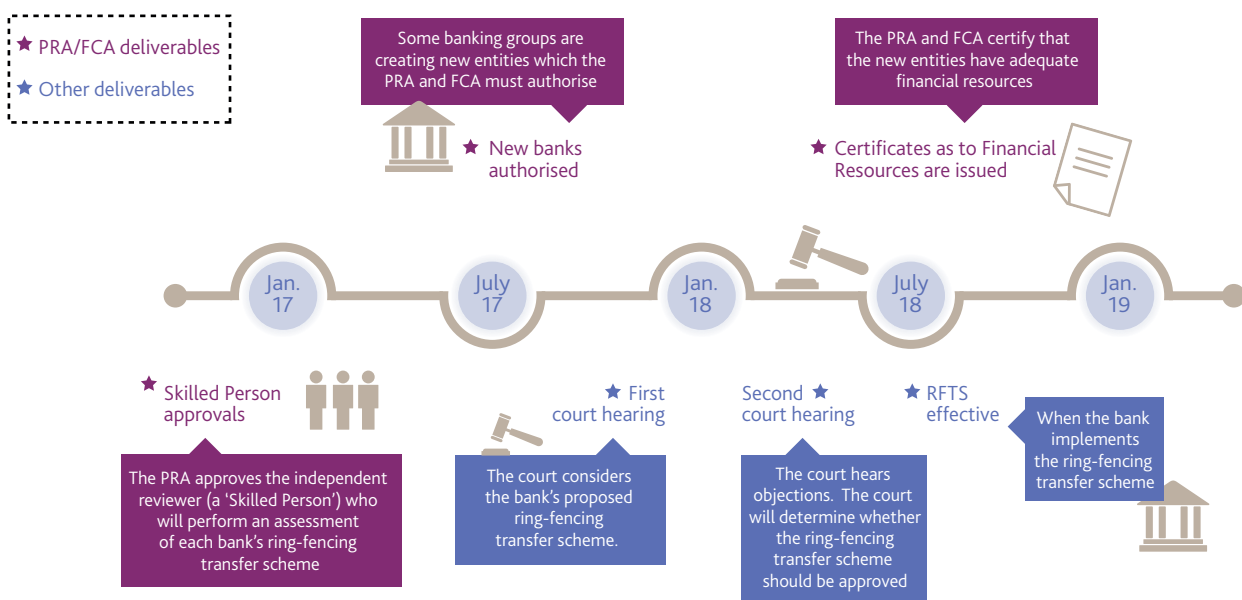 PRA/FCA deliverables
Other deliverables
Some banking groups are
creating new entities which the
PRA and FCA must authorise
The PRA and FCA certify that
the new entities have adequate
financial resources
New banks
authorised
Certificates as to Financial
Resources are issued
Jan.
17
July
17
Jan.
18
July
18
Jan.
19
Skilled Person
approvals
First
court hearing
Second
court hearing
RFTS
effective
When the bank
implements
the ring-fencing
transfer scheme
The PRA approves the independent
reviewer (a ‘Skilled Person’) who
will perform an assessment
of each bank’s ring-fencing
transfer scheme
The court considers
the bank’s proposed
ring-fencing
transfer scheme.
The court hears
objections. The court
will determine whether
the ring-fencing
transfer scheme
should be approved